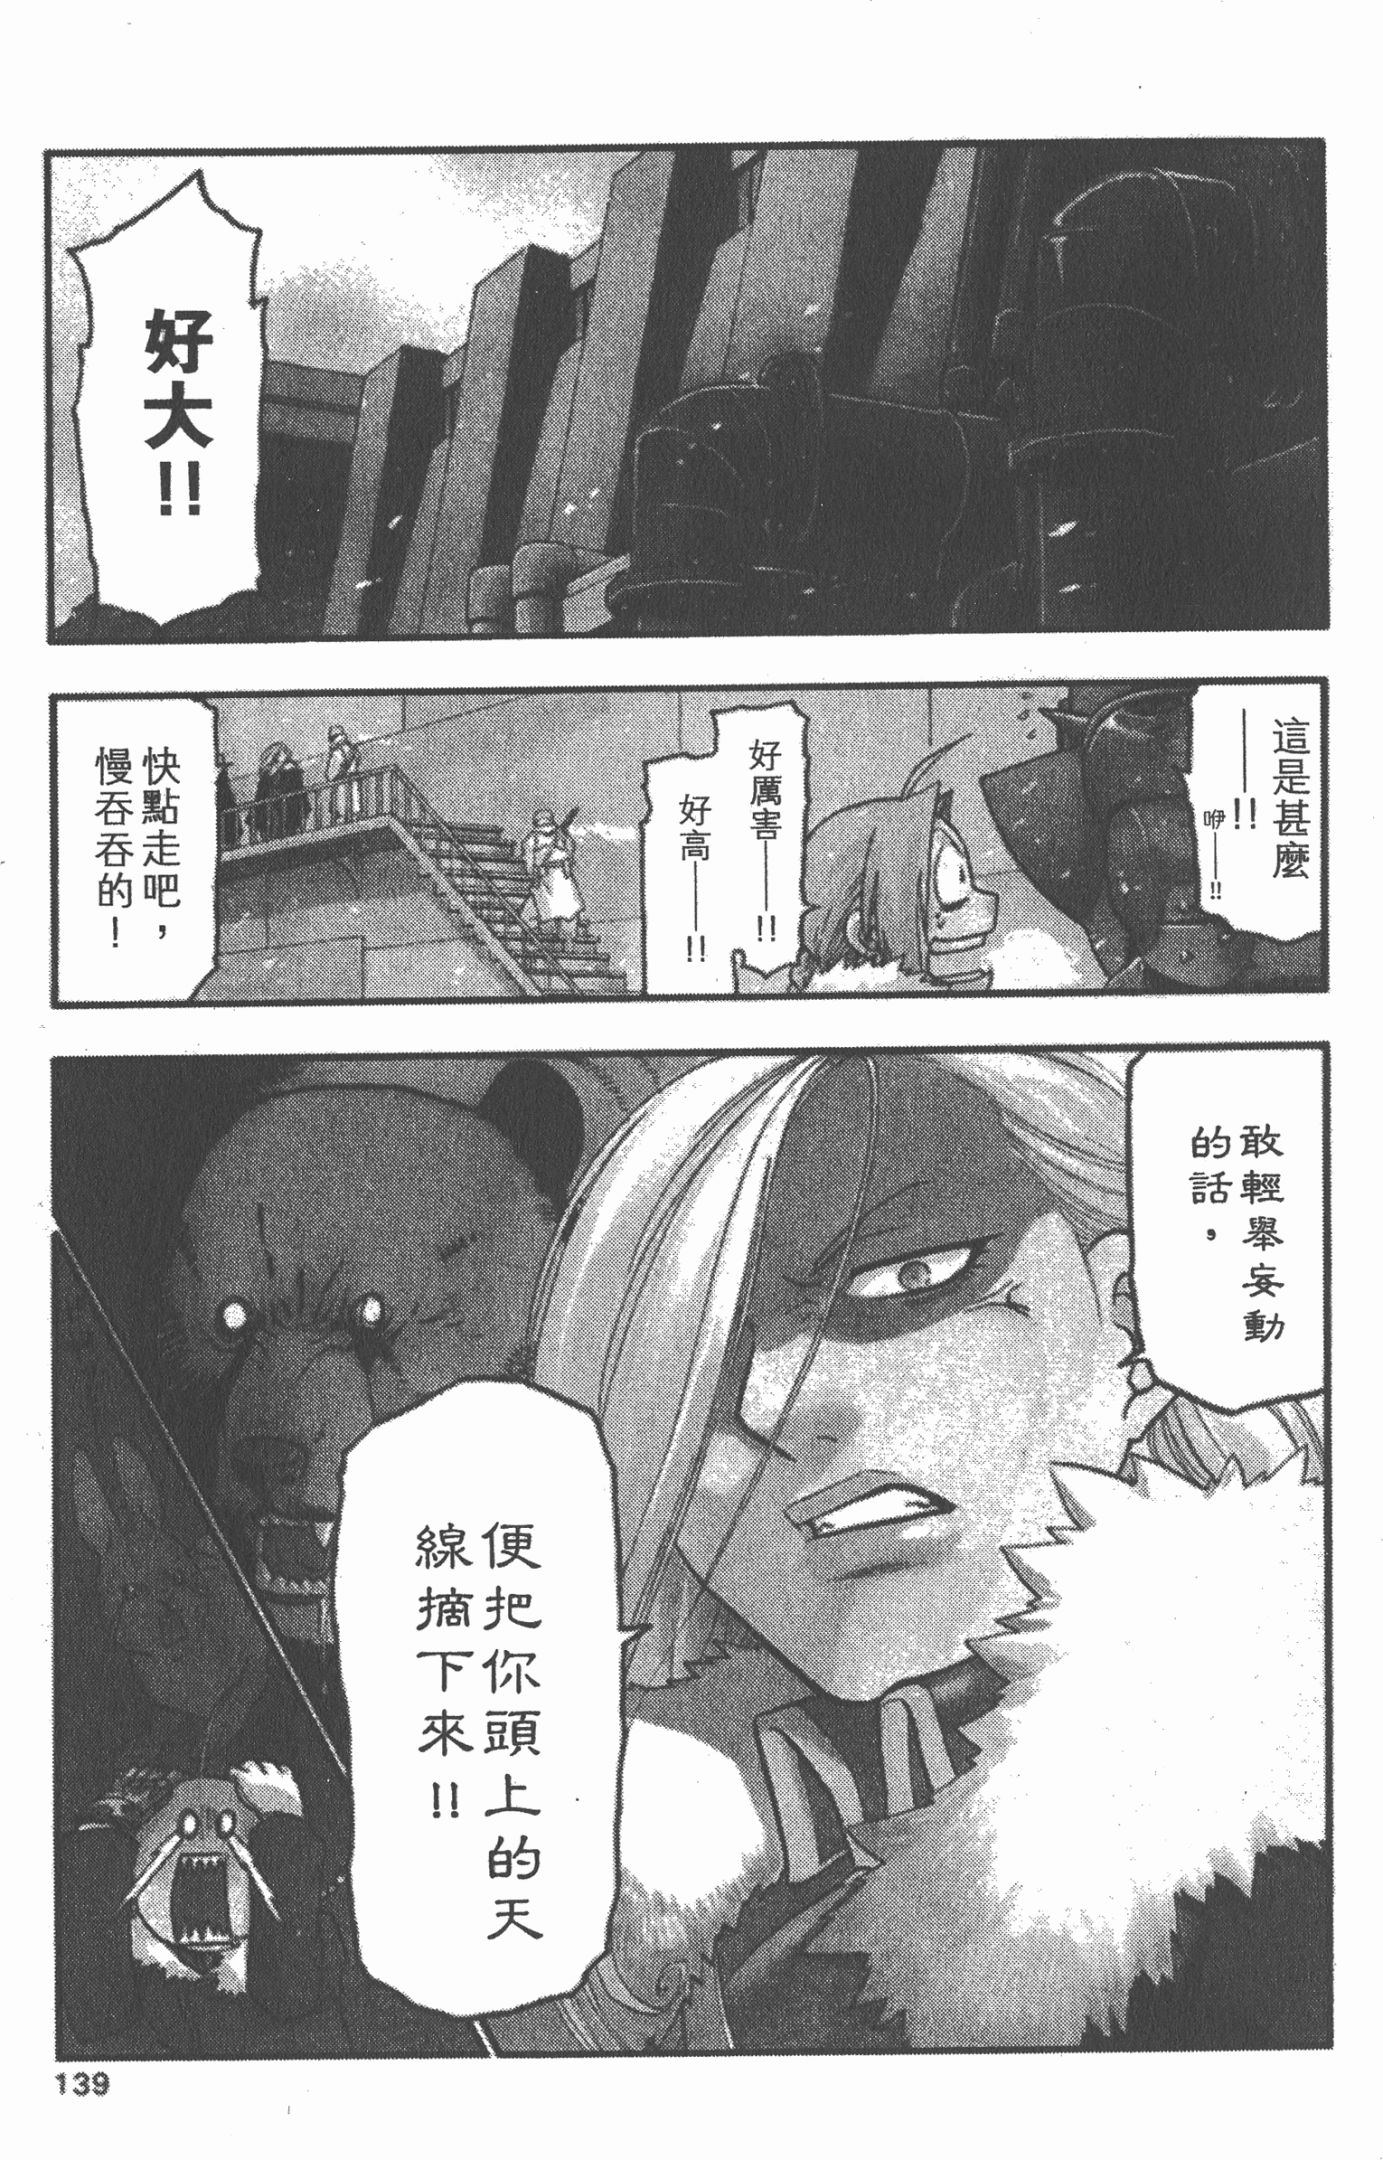 好大!!
這是甚麼
——!!
咿——!!
好厲害——!!
好高——!!
快點走吧，
慢吞吞的！
敢輕舉妄動
的話，
便把你頭上的天
線摘下來!!
139